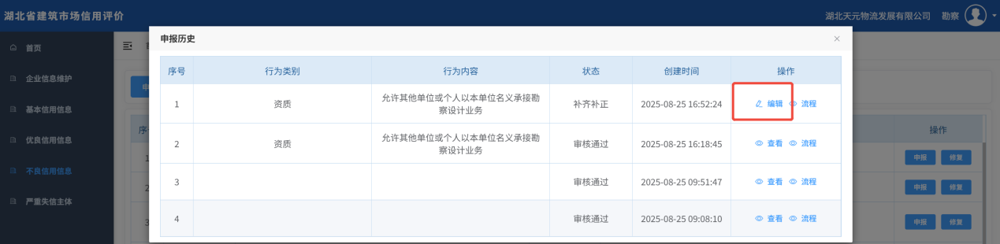 湖北省建筑市场信用评价
湖北天元物流发展有限公司 勘察
首页
企业信息维护
基本信用信息
优良信用信息
不良信用信息
严重失信主体
申报历史
序号 行为类别 行为内容 状态 创建时间 操作
1 资质 允许其他单位或个人以本单位名义承接勘
察设计业务 补齐补正 2025-08-25 16:52:24 编辑 流程
2 资质 允许其他单位或个人以本单位名义承接勘
察设计业务 审核通过 2025-08-25 16:18:45 查看 流程
3 审核通过 2025-08-25 09:51:47 查看 流程
4 审核通过 2025-08-25 09:08:10 查看 流程
序
1
2
3
操作
申报 修复
申报 修复
申报 修复